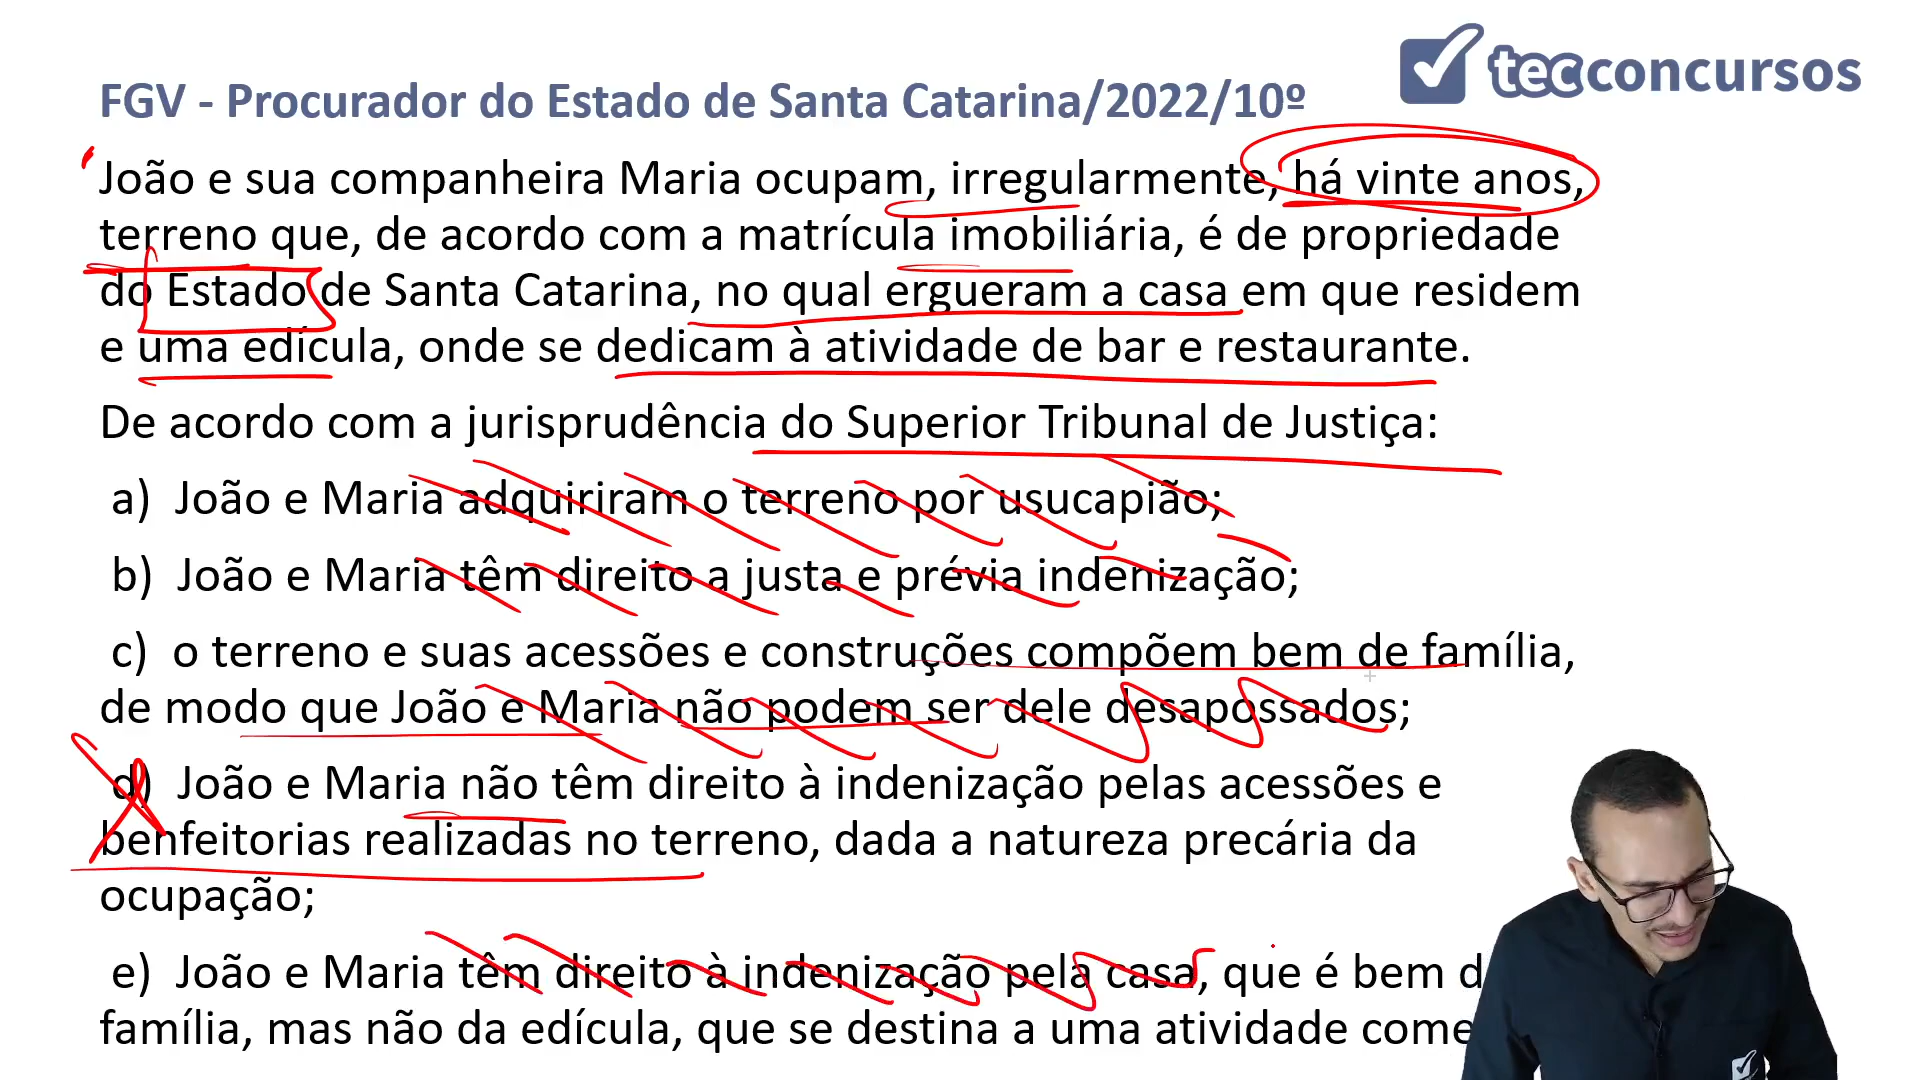 tecconcursos
FGV - Procurador do Estado de Santa Catarina/2022/10º
João e sua companheira Maria ocupam, irregularmente, há vinte anos,
terreno que, de acordo com a matrícula imobiliária, é de propriedade
do Estado de Santa Catarina, no qual ergueram a casa em que residem
e uma edícula, onde se dedicam à atividade de bar e restaurante.
De acordo com a jurisprudência do Superior Tribunal de Justiça:
a) João e Maria adquiriram o terreno por usucapião;
b) João e Maria têm direito a justa e prévia indenização;
c) o terreno e suas acessões e construções compõem bem de família,
de modo que João e Maria não podem ser dele desapossados;
d) João e Maria não têm direito à indenização pelas acessões e
benfeitorias realizadas no terreno, dada a natureza precária da
ocupação;
e) João e Maria têm direito à indenização pela casa, que é bem d
família, mas não da edícula, que se destina a uma atividade come